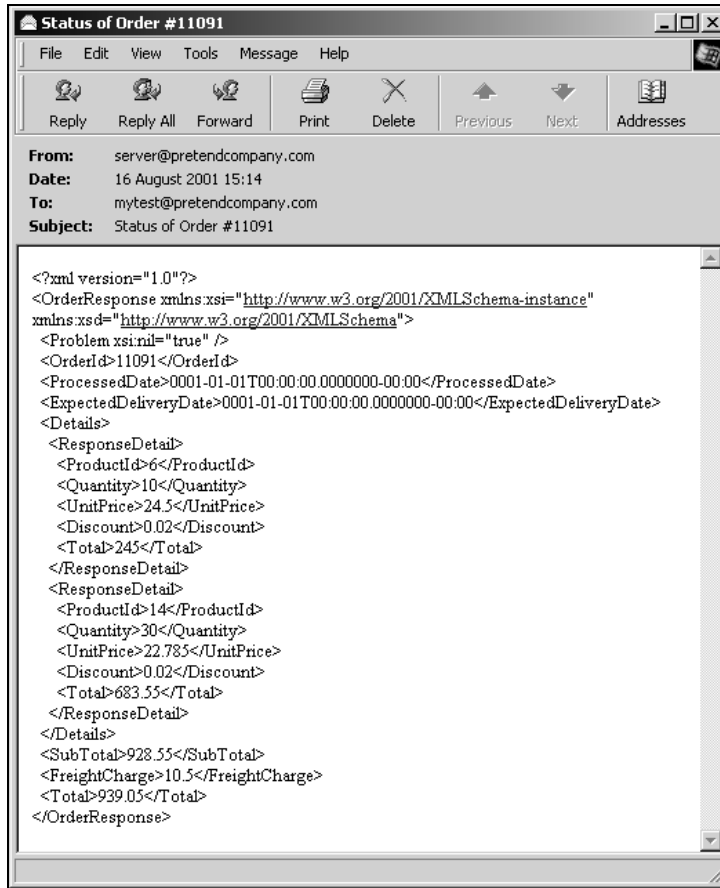 Status of Order #11091
File Edit View Tools Message Help
Reply Reply All Forward Print Delete Previous Next Addresses
From: server@pretendcompany.com
Date: 16 August 2001 15:14
To: mytest@pretendcompany.com
Subject: Status of Order #11091
<?xml version="1.0"?>
<OrderResponse xmlns:xsi="http://www.w3.org/2001/XMLSchema-instance"
xmlns:xsd="http://www.w3.org/2001/XMLSchema">
<Problem xsi:nil="true" />
<OrderId>11091</OrderId>
<ProcessedDate>0001-01-01T00:00:00.0000000-00:00</ProcessedDate>
<ExpectedDeliveryDate>0001-01-01T00:00:00.0000000-00:00</ExpectedDeliveryDate>
<Details>
<ResponseDetail>
<ProductId>6</ProductId>
<Quantity>10</Quantity>
<UnitPrice>24.5</UnitPrice>
<Discount>0.02</Discount>
<Total>245</Total>
</ResponseDetail>
<ResponseDetail>
<ProductId>14</ProductId>
<Quantity>30</Quantity>
<UnitPrice>22.785</UnitPrice>
<Discount>0.02</Discount>
<Total>683.55</Total>
</ResponseDetail>
</Details>
<SubTotal>928.55</SubTotal>
<FreightCharge>10.5</FreightCharge>
<Total>939.05</Total>
</OrderResponse>